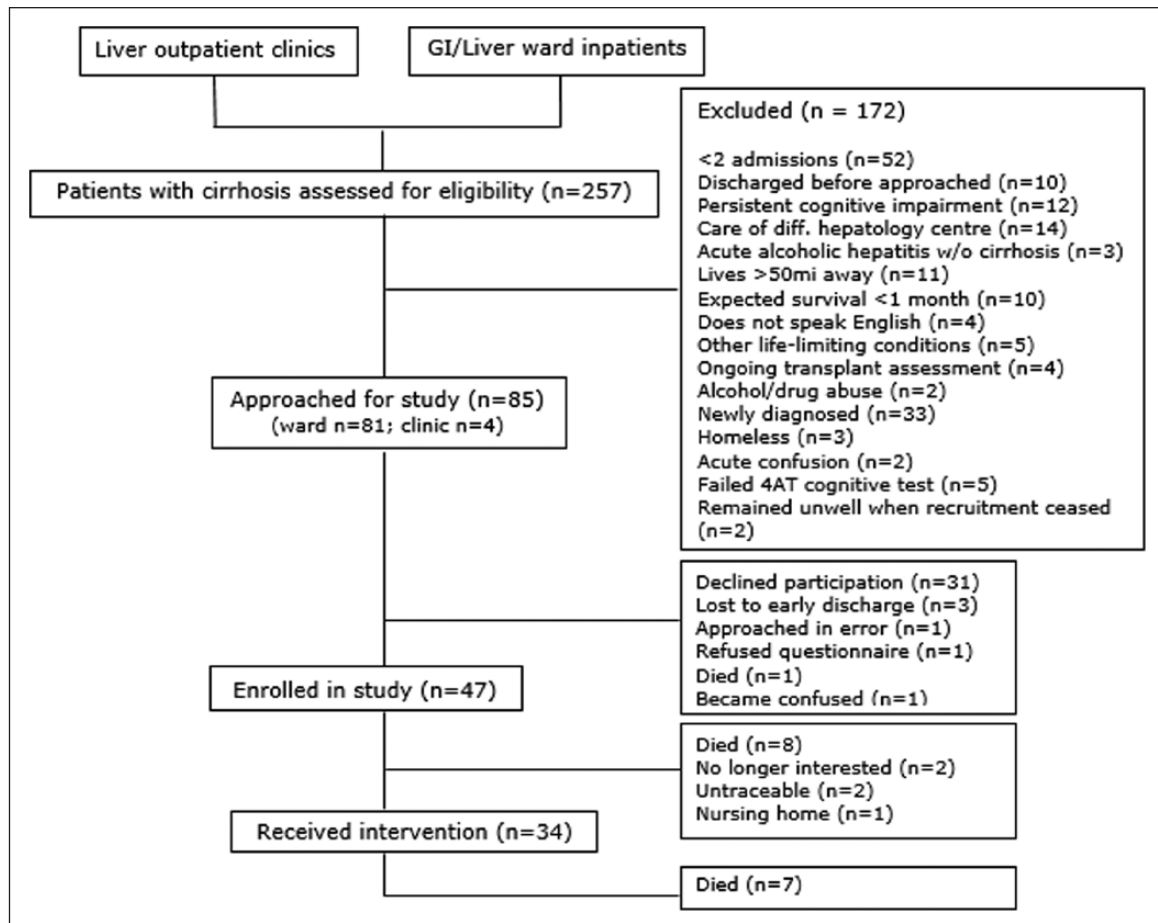 Liver outpatient clinics
GI/Liver ward inpatients
Patients with cirrhosis assessed for eligibility (n=257)
Excluded (n = 172)
<2 admissions (n=52)
Discharged before approached (n=10)
Persistent cognitive impairment (n=12)
Care of diff. hepatology centre (n=14)
Acute alcoholic hepatitis w/o cirrhosis (n=3)
Lives >50mi away (n=11)
Expected survival <1 month (n=10)
Does not speak English (n=4)
Other life-limiting conditions (n=5)
Ongoing transplant assessment (n=4)
Alcohol/drug abuse (n=2)
Newly diagnosed (n=33)
Homeless (n=3)
Acute confusion (n=2)
Failed 4AT cognitive test (n=5)
Remained unwell when recruitment ceased
(n=2)
Approached for study (n=85)
(ward n=81; clinic n=4)
Declined participation (n=31)
Lost to early discharge (n=3)
Approached in error (n=1)
Refused questionnaire (n=1)
Died (n=1)
Became confused (n=1)
Enrolled in study (n=47)
Died (n=8)
No longer interested (n=2)
Untraceable (n=2)
Nursing home (n=1)
Received intervention (n=34)
Died (n=7)